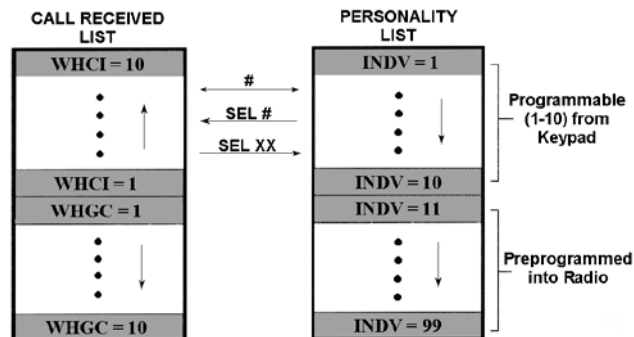 CALL RECEIVED
LIST
WHCI = 10
WHCI = 1
WHGC = 1
WHGC = 10
#
SEL #
SEL XX
PERSONALITY
LIST
INDV = 1
INDV = 10
INDV = 11
INDV = 99
Programmable
(1-10) from
Keypad
Preprogrammed
into Radio